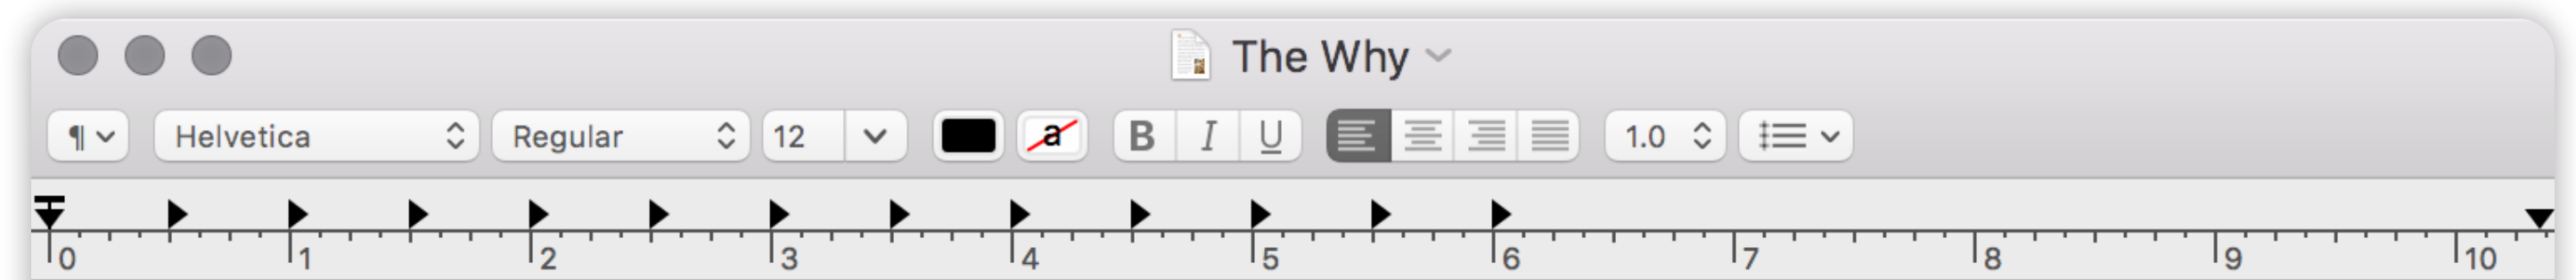 The Why
¶ Helvetica Regular 12 a B I U 1.0
0 1 2 3 4 5 6 7 8 9 10